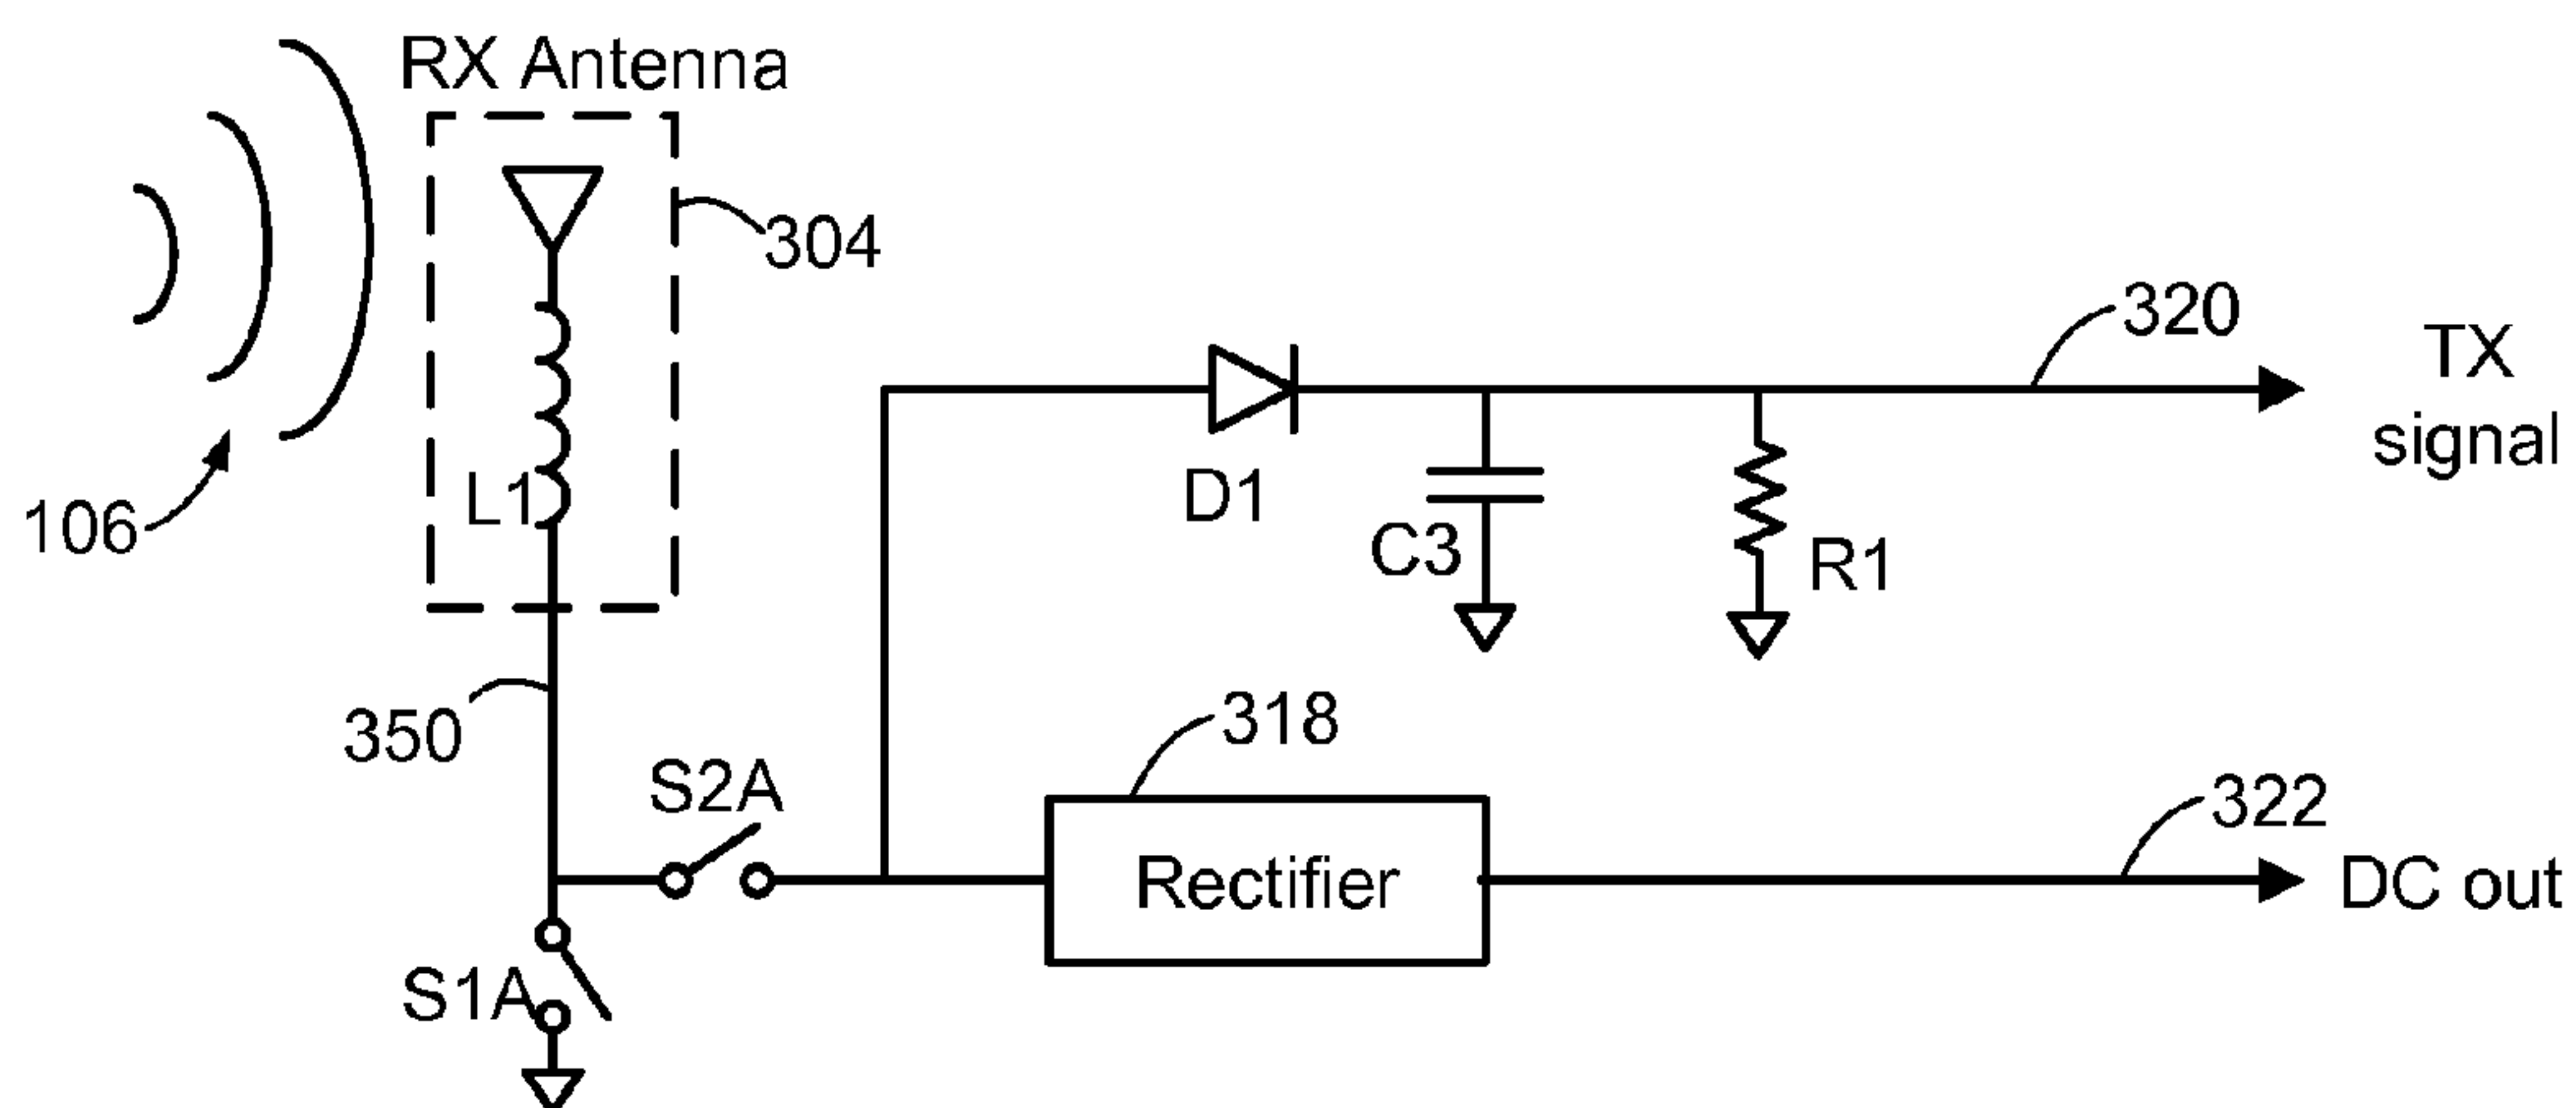 RX Antenna
304
106
L1
320
TX
signal
D1
C3
R1
350
318
S2A
322
Rectifier
DC out
S1A